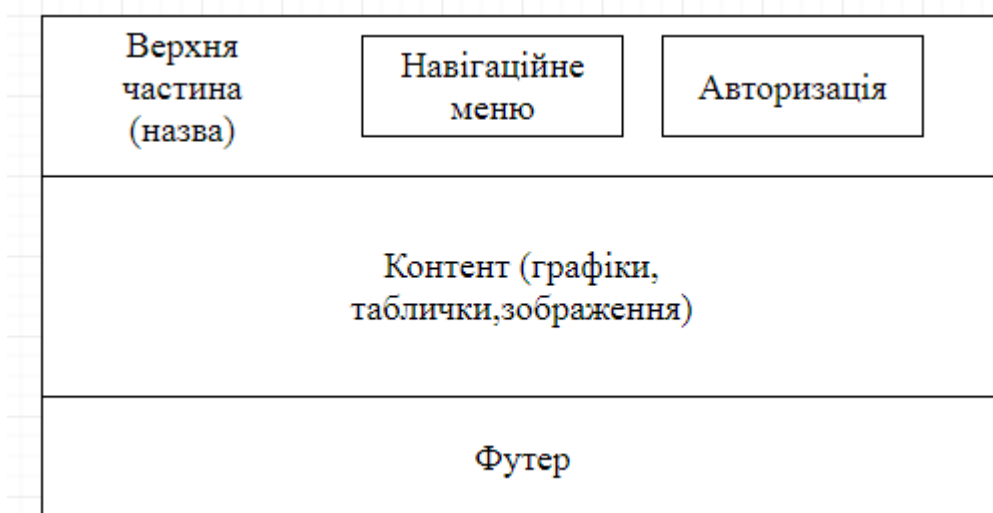 Верхня
частина
(назва)
Навігаційне
меню
Авторизація
Контент (графіки,
таблички,зображення)
Футер